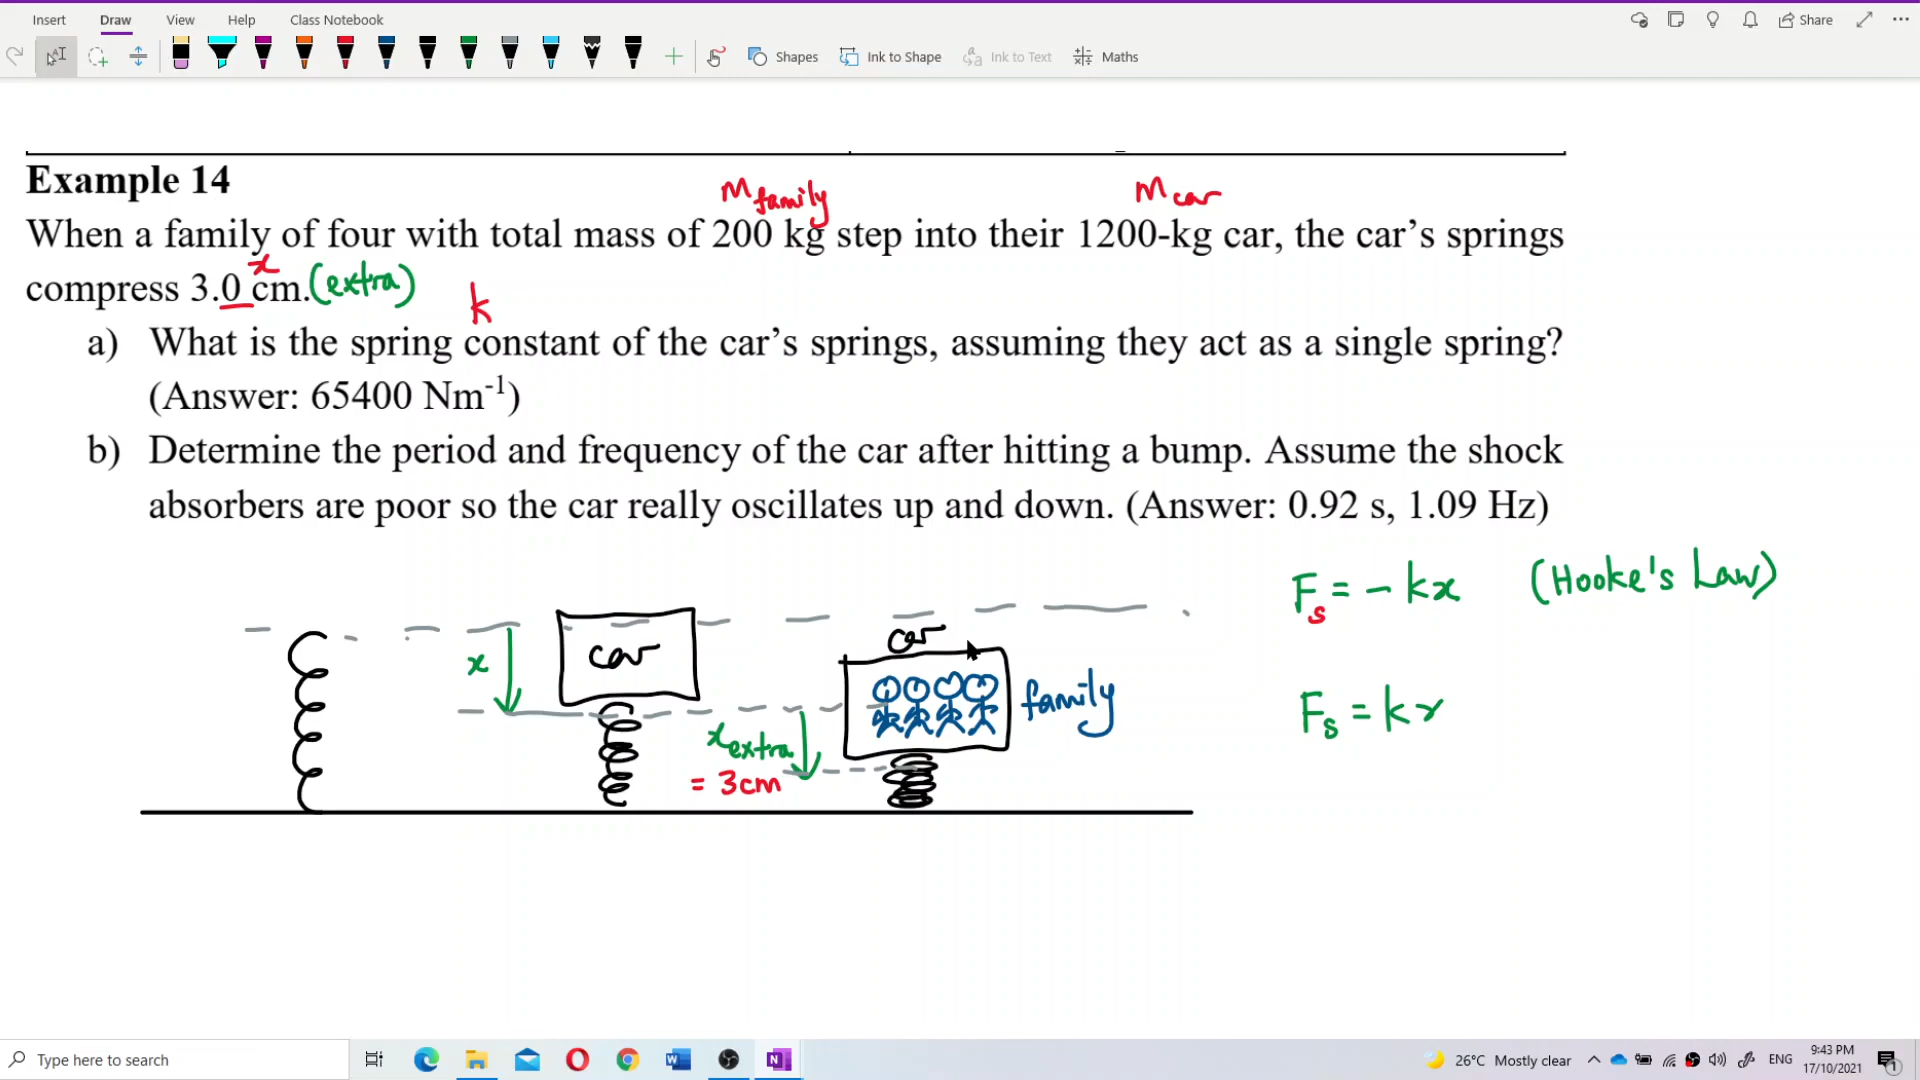 Insert Draw View Help Class Notebook Share
Shapes Ink to Shape Ink to Text Maths
Example 14
m family m car
When a family of four with total mass of 200 kg step into their 1200-kg car, the car's springs
x
compress 3.0 cm. (extra)
k
a) What is the spring constant of the car's springs, assuming they act as a single spring?
(Answer: 65400 Nm⁻¹)
b) Determine the period and frequency of the car after hitting a bump. Assume the shock
absorbers are poor so the car really oscillates up and down. (Answer: 0.92 s, 1.09 Hz)
Fs = -kx (Hooke's Law)
car
x car
family
x extra
= 3cm
Fs = kx
Type here to search
26°C Mostly clear ENG 9:43 PM
17/10/2021